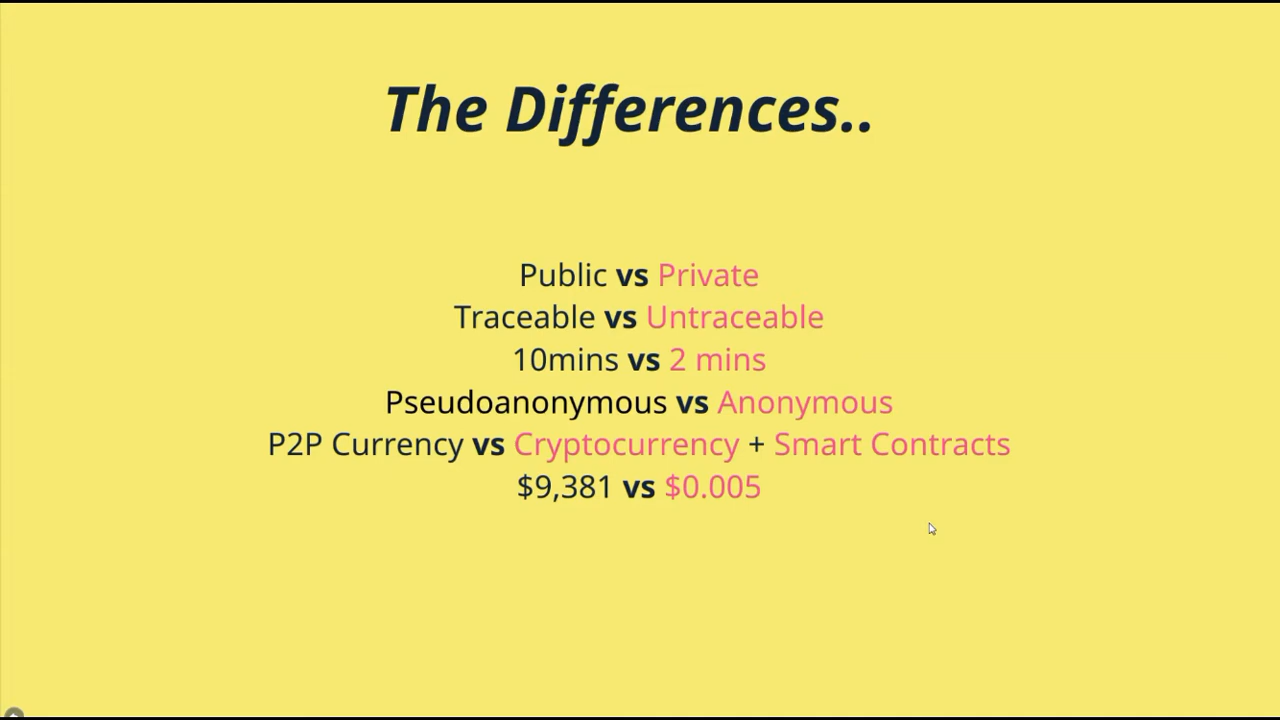 The Differences..
Public vs Private
Traceable vs Untraceable
10mins vs 2 mins
Pseudoanonymous vs Anonymous
P2P Currency vs Cryptocurrency + Smart Contracts
$9,381 vs $0.005